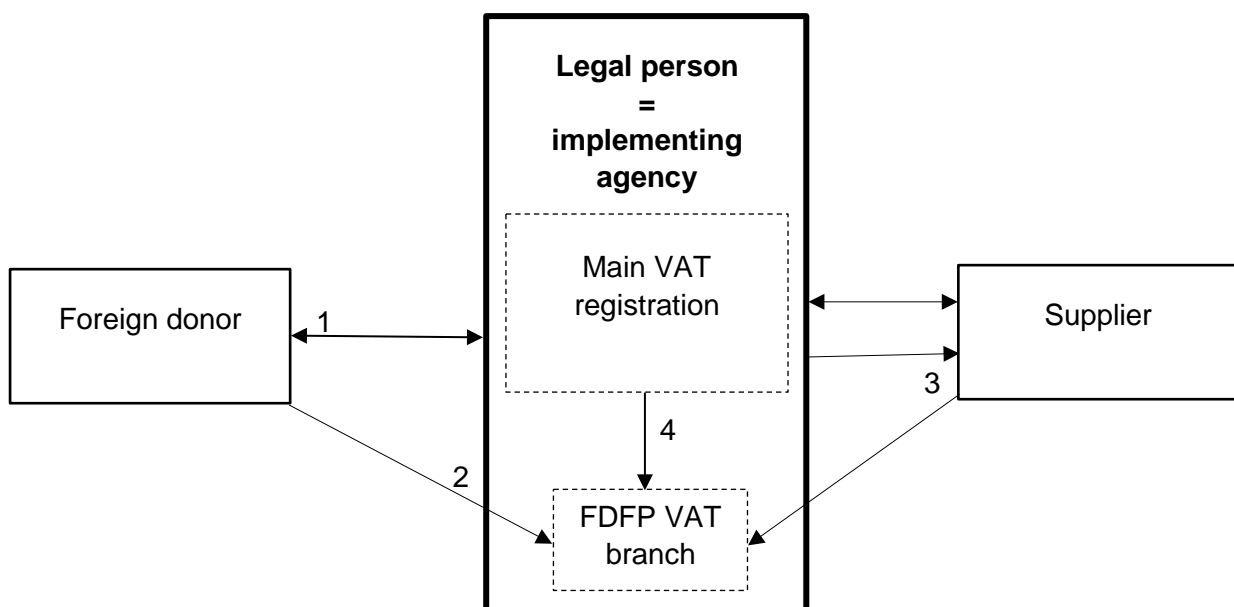 Legal person
=
implementing
agency
Main VAT
registration
Foreign donor
1
Supplier
3
4
2
FDFP VAT
branch